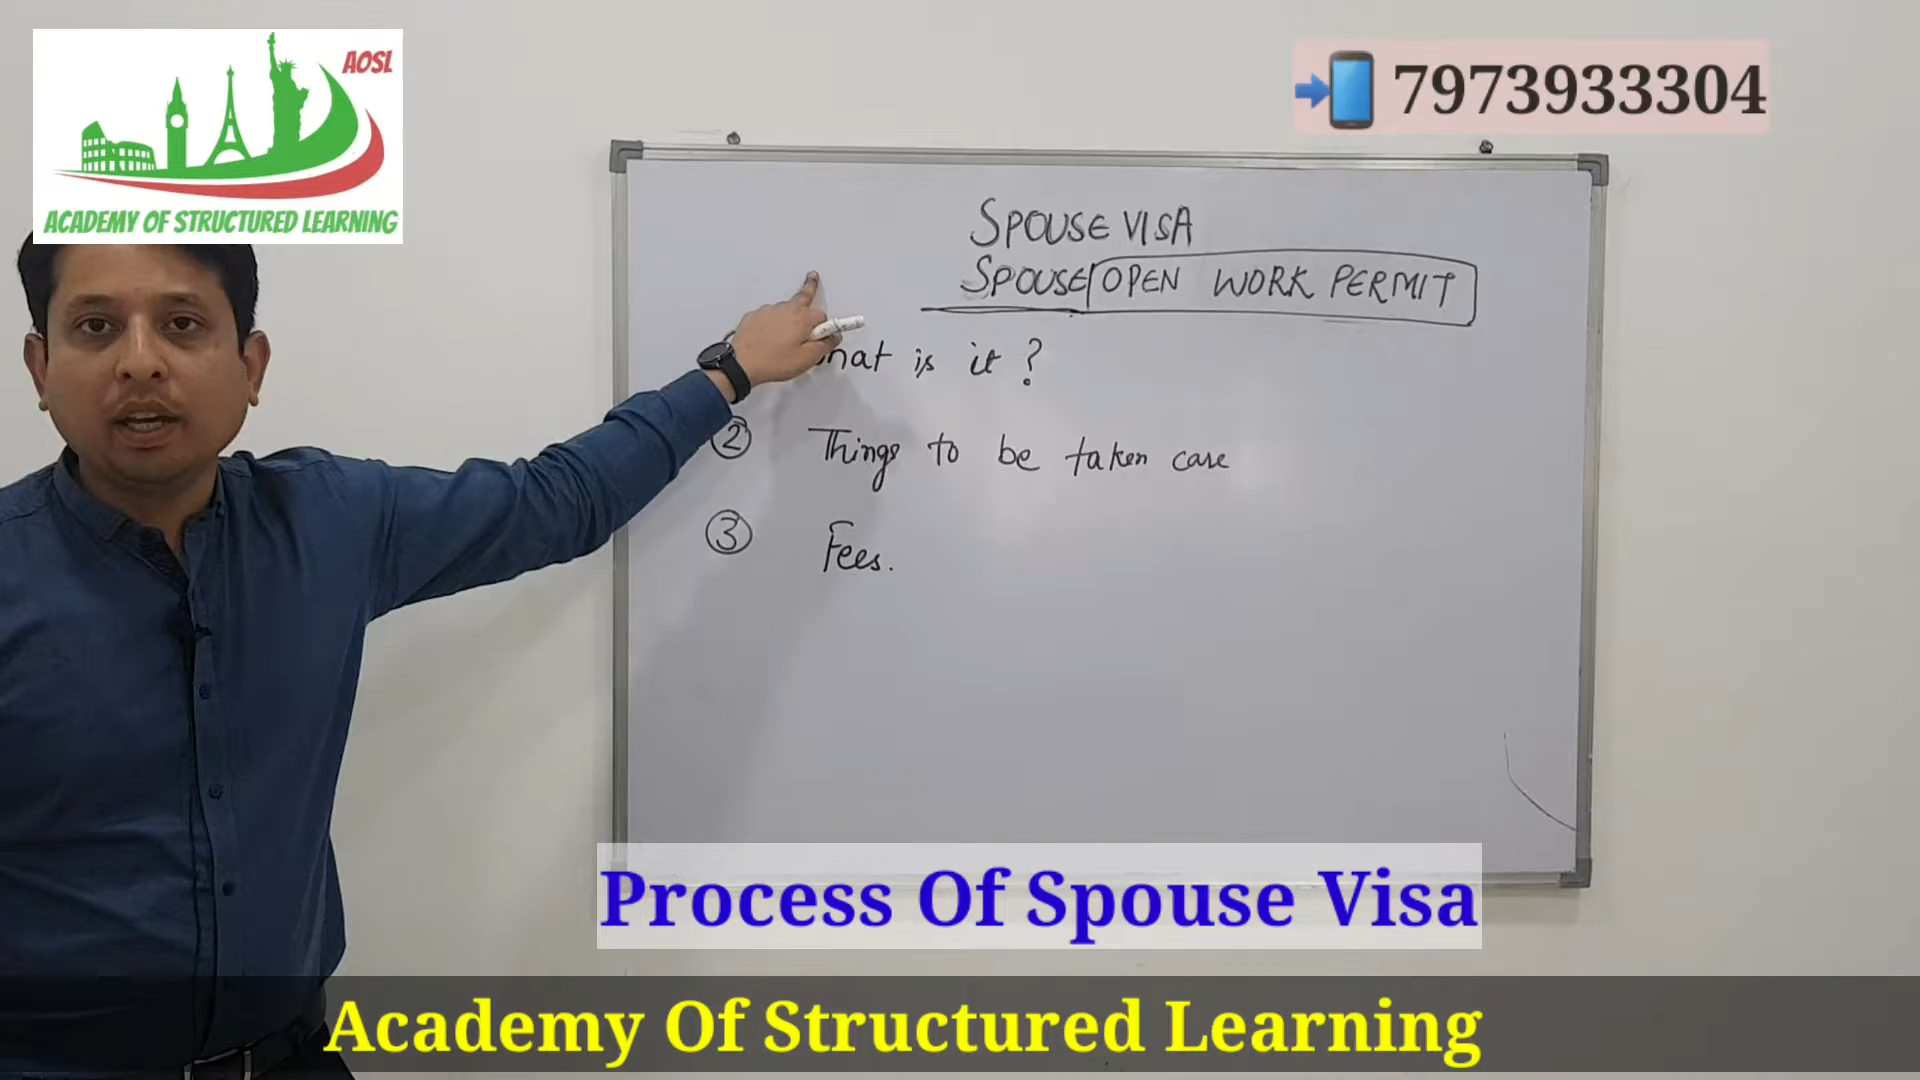 AOSL
ACADEMY OF STRUCTURED LEARNING
7973933304
SPOUSE VISA
SPOUSE OPEN WORK PERMIT
is it ?
② Things to be taken care
③ Fees.
Process Of Spouse Visa
Academy Of Structured Learning